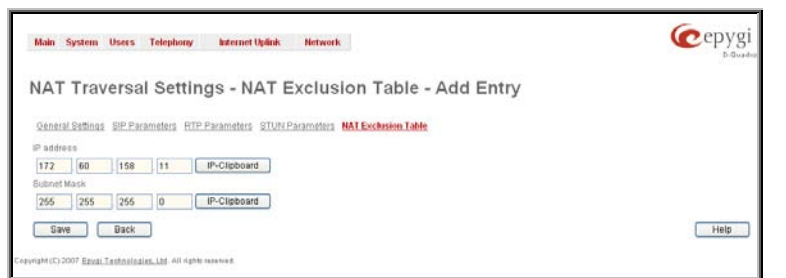 Main System Users Telephony Internet Uplink Network
epygi
NAT Traversal Settings - NAT Exclusion Table - Add Entry
General Settings SIP Parameters RTP Parameters STUN Parameters NAT Exclusion Table
IP address
172 60 158 11 IP-Clipboard
Subnet Mask
255 255 255 0 IP-Clipboard
Save Back Help
Copyright (C) 2007 Epygi Technologies, Ltd. All rights reserved.